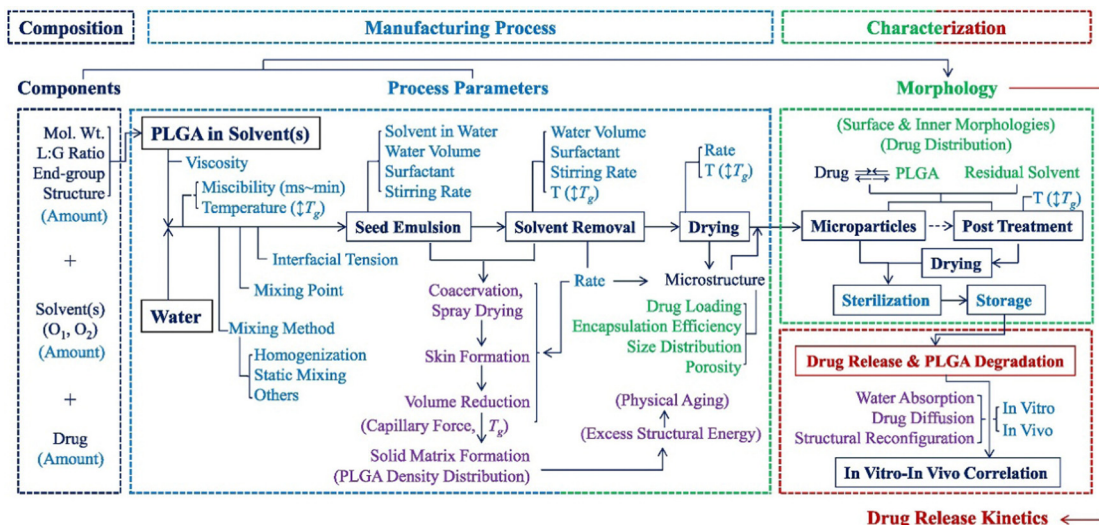 Composition
Manufacturing Process
Characterization
Components
Process Parameters
Morphology
Mol. Wt.
L:G Ratio
End-group
Structure
(Amount)
+
Solvent(s)
(O₁, O₂)
(Amount)
+
Drug
(Amount)
PLGA in Solvent(s)
Viscosity
Miscibility (ms~min)
Temperature (↕Tg)
Interfacial Tension
Mixing Point
Water
Mixing Method
Homogenization
Static Mixing
Others
Solvent in Water
Water Volume
Surfactant
Stirring Rate
Seed Emulsion
Water Volume
Surfactant
Stirring Rate
T (↕Tg)
Solvent Removal
Rate
T (↕Tg)
Drying
Rate
Microstructure
Coacervation,
Spray Drying
Skin Formation
Volume Reduction
(Capillary Force, Tg)
Solid Matrix Formation
(PLGA Density Distribution)
Drug Loading
Encapsulation Efficiency
Size Distribution
Porosity
(Physical Aging)
(Excess Structural Energy)
(Surface & Inner Morphologies)
(Drug Distribution)
Drug ⇌ PLGA
Residual Solvent
T (↕Tg)
Microparticles
Post Treatment
Drying
Sterilization
Storage
Drug Release & PLGA Degradation
Water Absorption
Drug Diffusion
Structural Reconfiguration
In Vitro
In Vivo
In Vitro-In Vivo Correlation
Drug Release Kinetics